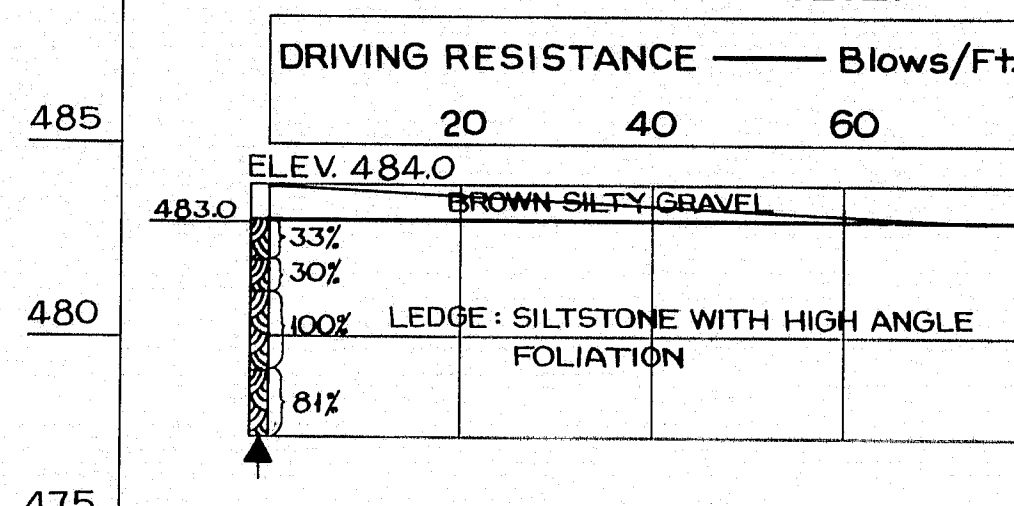 DRIVING RESISTANCE —— Blows/Ft.
485
20 40 60
ELEV. 484.0
BROWN SILTY GRAVEL
483.0
33%
30%
480
100% LEDGE: SILTSTONE WITH HIGH ANGLE
FOLIATION
81%
475